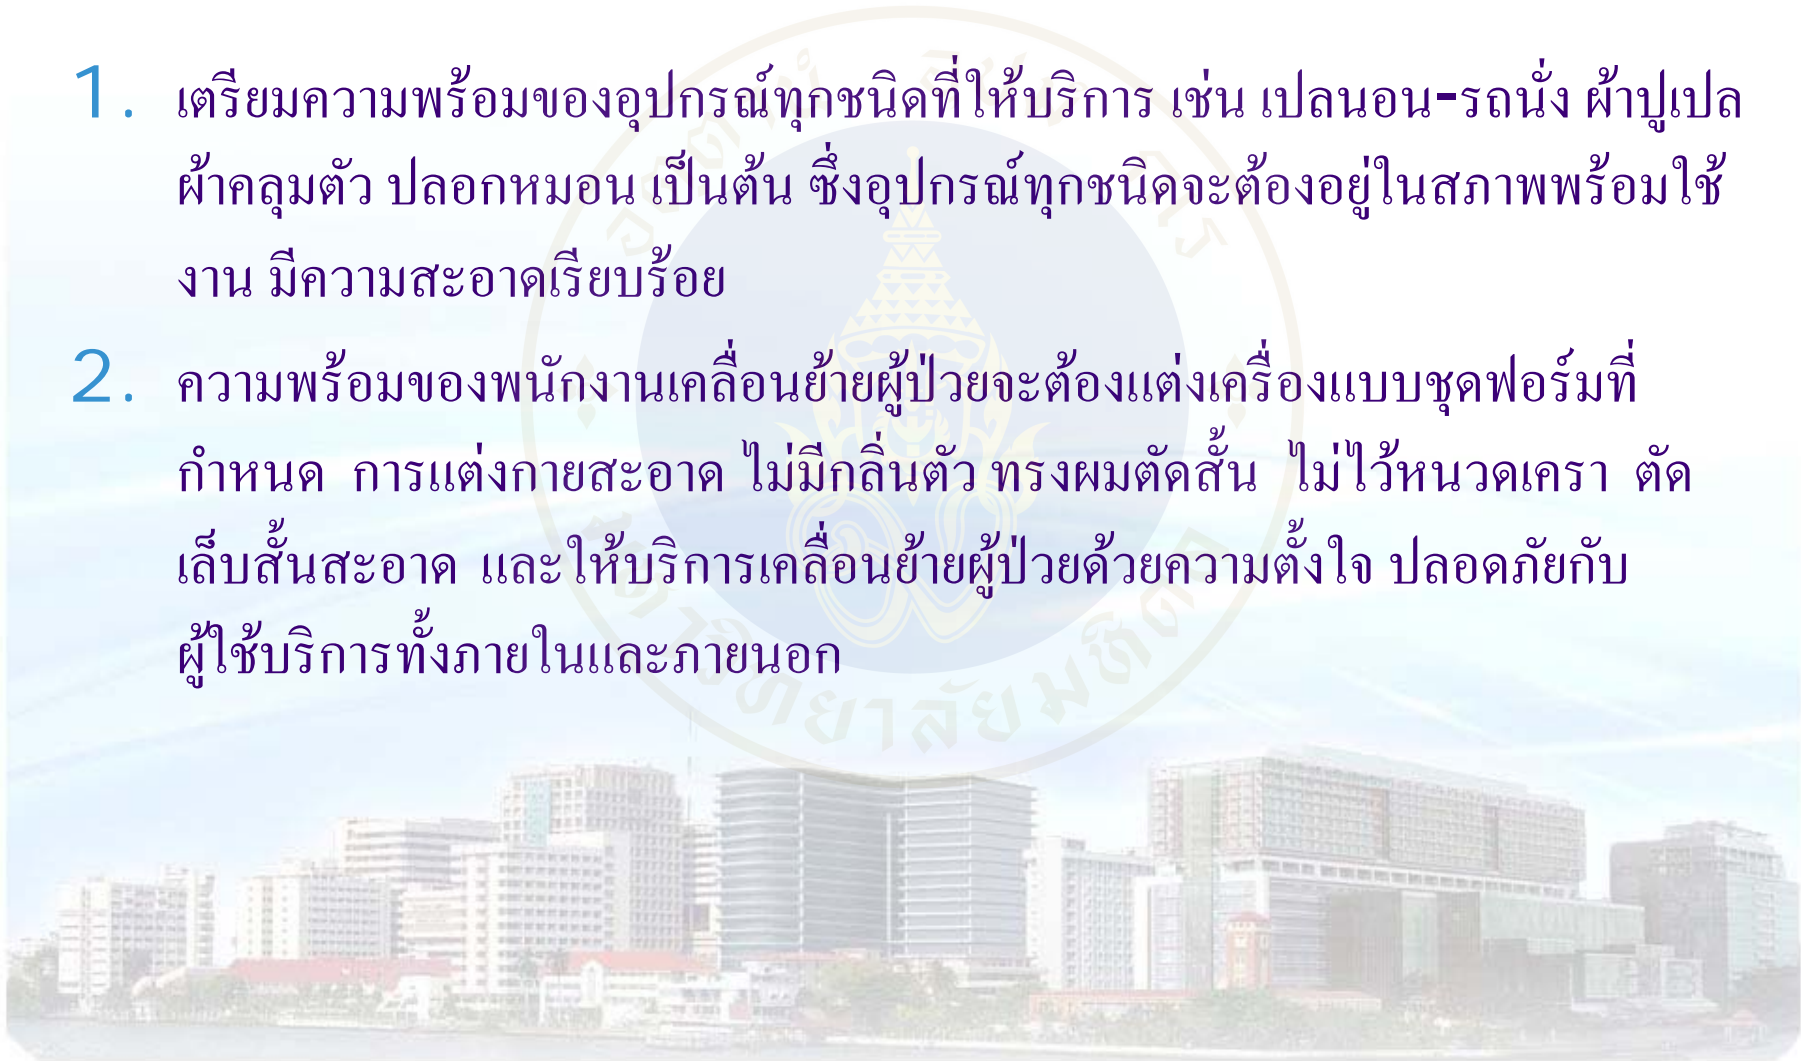 1. เตรียมความพร้อมของอุปกรณ์ทุกชนิดที่ให้บริการ เช่น เปลนอน-รถนั่ง ผ้าปูเปล
ผ้าคลุมตัว ปลอกหมอน เป็นต้น ซึ่งอุปกรณ์ทุกชนิดจะต้องอยู่ในสภาพพร้อมใช้
งาน มีความสะอาดเรียบร้อย
2. ความพร้อมของพนักงานเคลื่อนย้ายผู้ป่วยจะต้องแต่งเครื่องแบบชุดฟอร์มที่
กำหนด การแต่งกายสะอาด ไม่มีกลิ่นตัว ทรงผมตัดสั้น ไม่ไว้หนวดเครา ตัด
เล็บสั้นสะอาด และให้บริการเคลื่อนย้ายผู้ป่วยด้วยความตั้งใจ ปลอดภัยกับ
ผู้ใช้บริการทั้งภายในและภายนอก